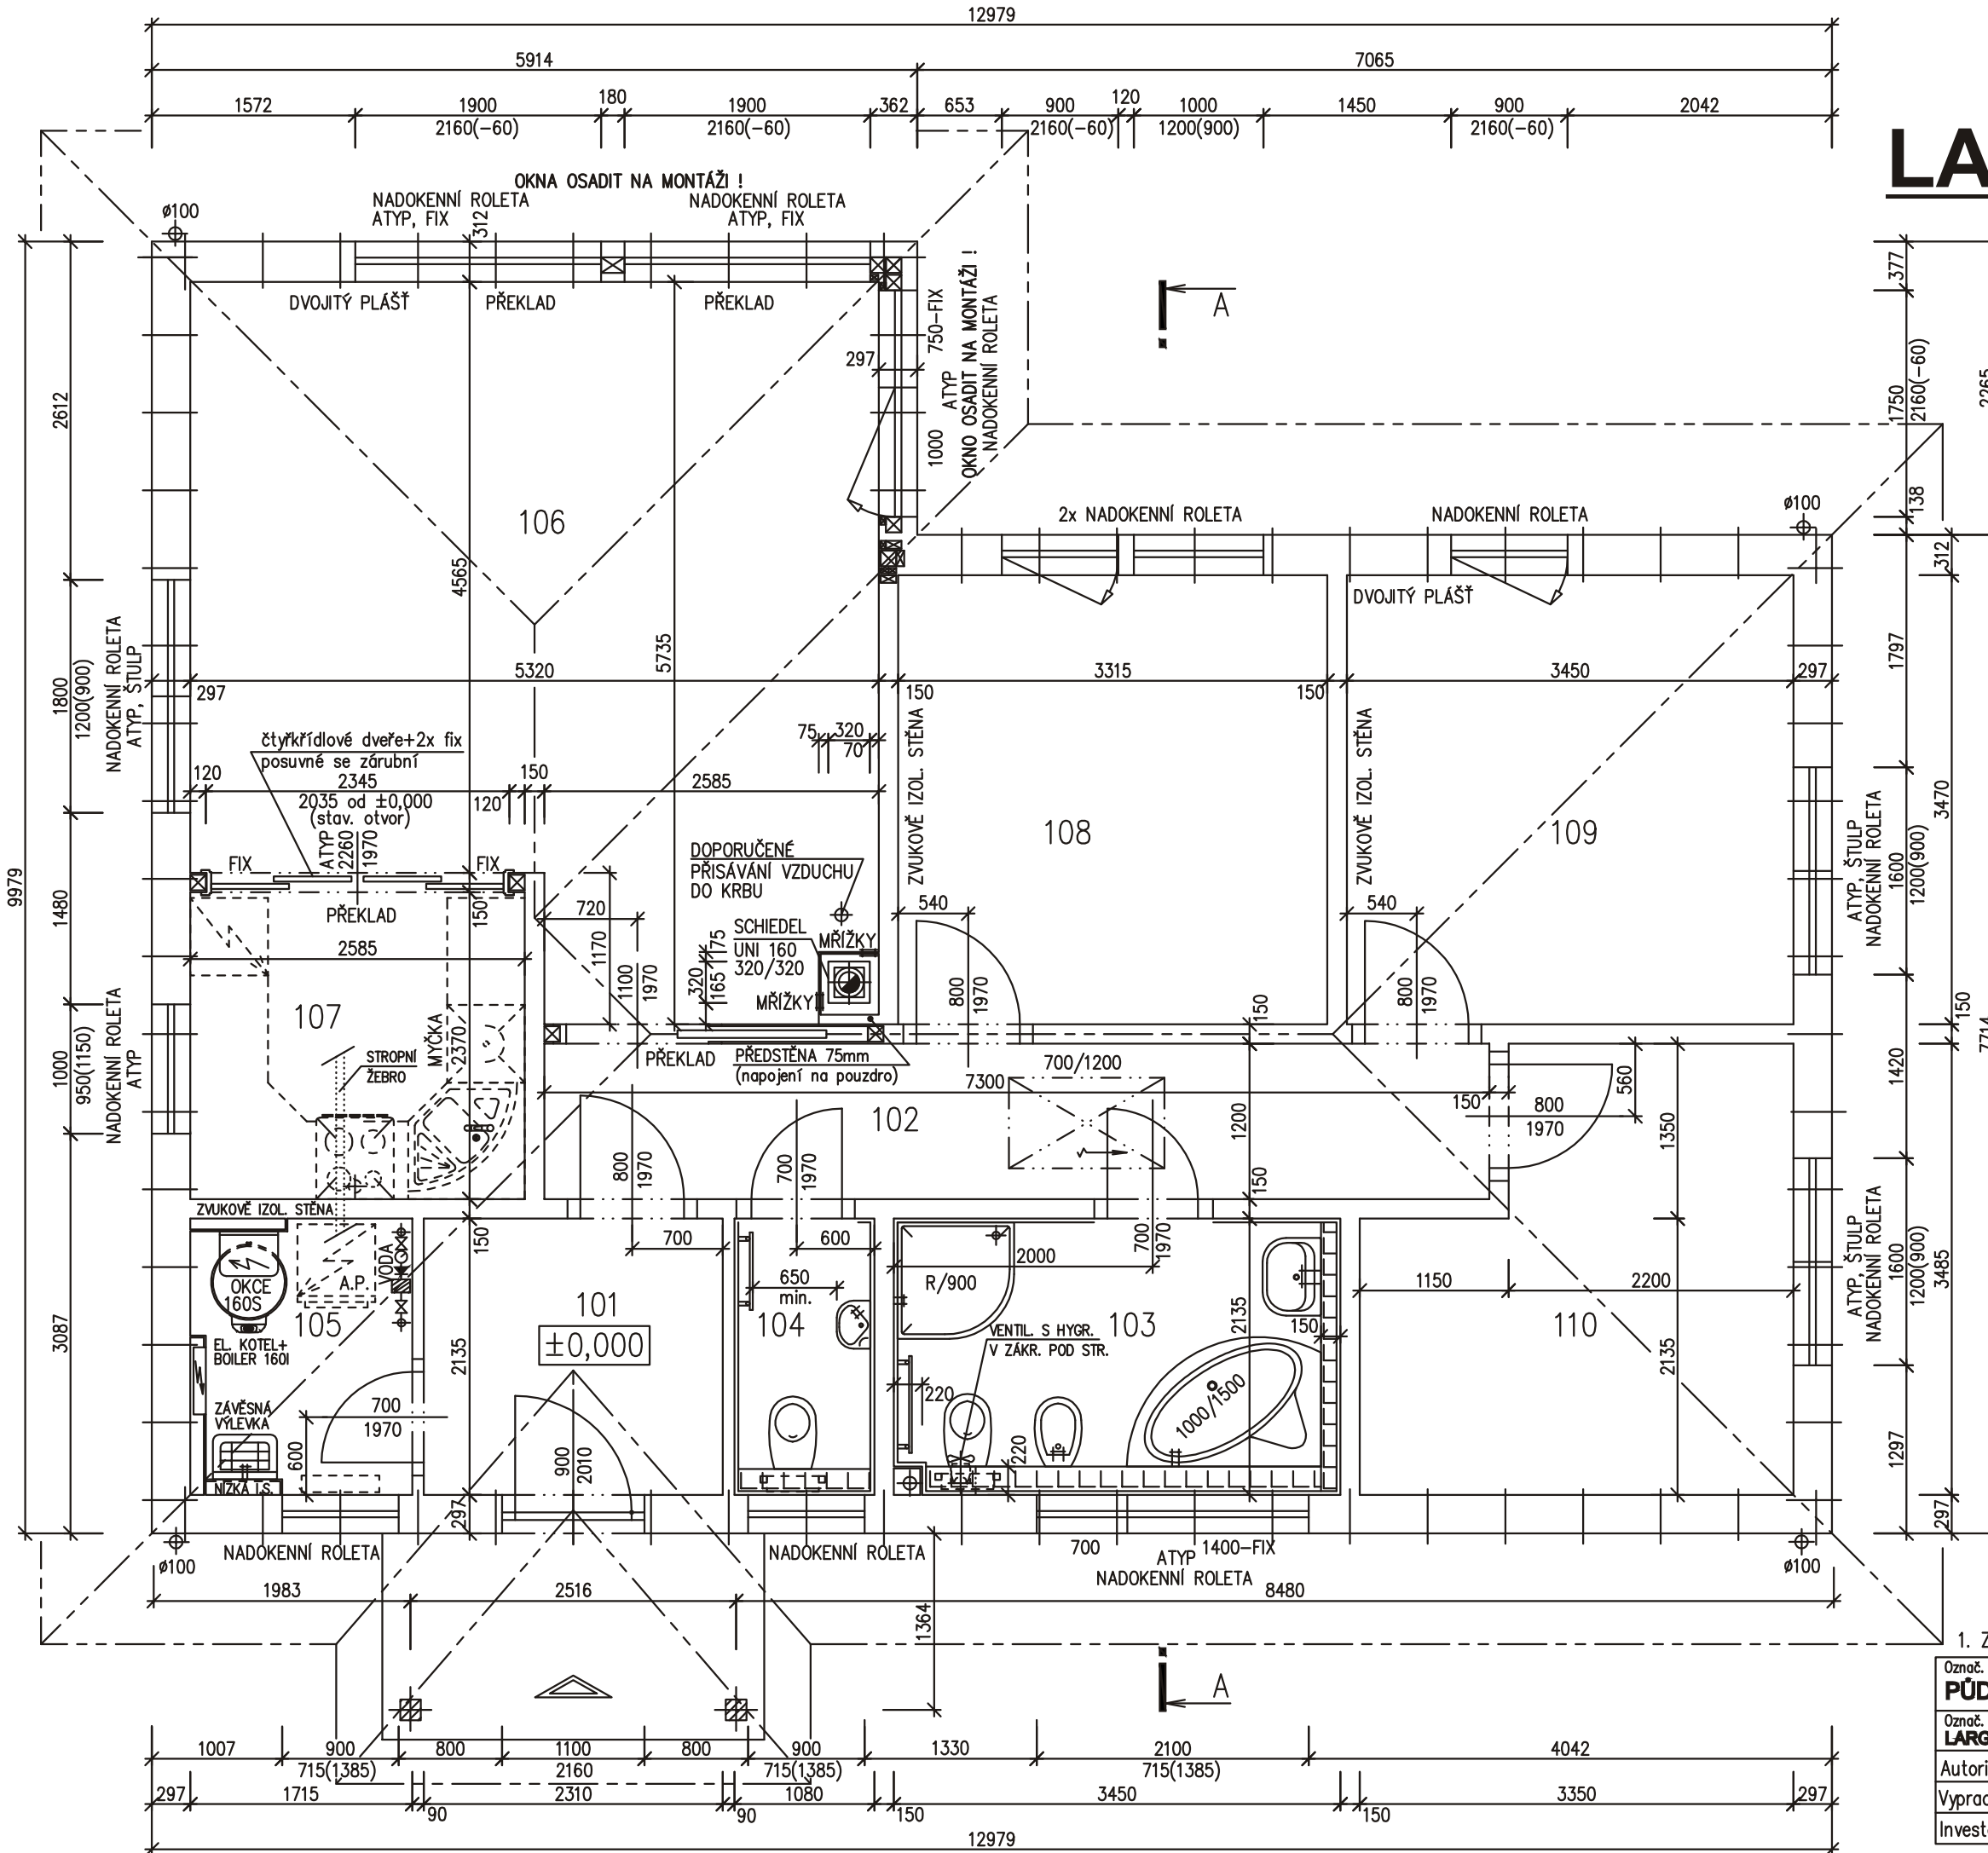 12979
5914 7065
1572 1900 180 1900 362 653 900 120 1000 1450 900 2042
2160(-60) 2160(-60) 2160(-60) 1200(900) 2160(-60)
LA
OKNA OSADIT NA MONTÁŽI !
NADOKENNÍ ROLETA
ATYP, FIX
NADOKENNÍ ROLETA
ATYP, FIX
ø100
312
DVOJITÝ PLÁŠŤ PŘEKLAD PŘEKLAD
750-FIX
1000 ATYP
OKNO OSADIT NA MONTÁŽI !
NADOKENNÍ ROLETA
297
A
377
1750
2160(-60)
138
2265
2612
106
4565
5735
2x NADOKENNÍ ROLETA
NADOKENNÍ ROLETA
ø100
DVOJITÝ PLÁŠŤ
312
1797
9979
1800
1200(900)
NADOKENNÍ ROLETA
ATYP, ŠTULP
297 5320 150 3315 150 3450 297
ZVUKOVĚ IZOL. STĚNA
ZVUKOVĚ IZOL. STĚNA
75 320
70
čtyřkřídlové dveře+2x fix
posuvné se zárubní
120 2345 150 2585
2035 od ±0,000
(stav. otvor)
120
ATYP
2260
1970
FIX FIX
PŘEKLAD
108
109
3470
1600
1200(900)
ATYP, ŠTULP
NADOKENNÍ ROLETA
1480
DOPORUČENÉ
PŘISÁVÁNÍ VZDUCHU
DO KRBU
SCHIEDEL
UNI 160
320/320
MŘÍŽKY
MŘÍŽKY
720
1170
1100
1970
175
320
165
150
2585
540 540
800
1970
800
1970
150
150
7714
107
MYČKA
2370
STROPNÍ
ŽEBRO
1000
950(1150)
NADOKENNÍ ROLETA
ATYP
PŘEKLAD
PŘEDSTĚNA 75mm
(napojení na pouzdro)
7300
700/1200
102
1200
150
150
800
1970
560
1350
1420
800
1970
700
1970
700
1970
ZVUKOVĚ IZOL. STĚNA
OKCE
160S
A.P.
VODA
105
EL. KOTEL+
BOILER 160l
ZÁVĚSNÁ
VÝLEVKA
NÍZKÁ I.S.
700
1970
600
3087
150
101
±0,000
2135
297
900
2010
700
600
650
min.
104
R/900
2000
VENTIL. S HYGR.
V ZÁKR. POD STR.
103
220
220
1000/1500
2135
150
1150 2200
110
2135
1600
1200(900)
ATYP, ŠTULP
NADOKENNÍ ROLETA
3485
1297
297
ø100
NADOKENNÍ ROLETA
NADOKENNÍ ROLETA
700 ATYP 1400-FIX
NADOKENNÍ ROLETA
ø100
1983 2516 8480
1364
A
1007 900 800 1100 800 900 1330 2100 4042
715(1385) 2160 715(1385) 715(1385)
297 1715 2310 1080 3450 3350 297
90 90 150 150
12979
1. Z
Označ.
PŮD
Označ.
LARG
Autori
Vyprac
Invest